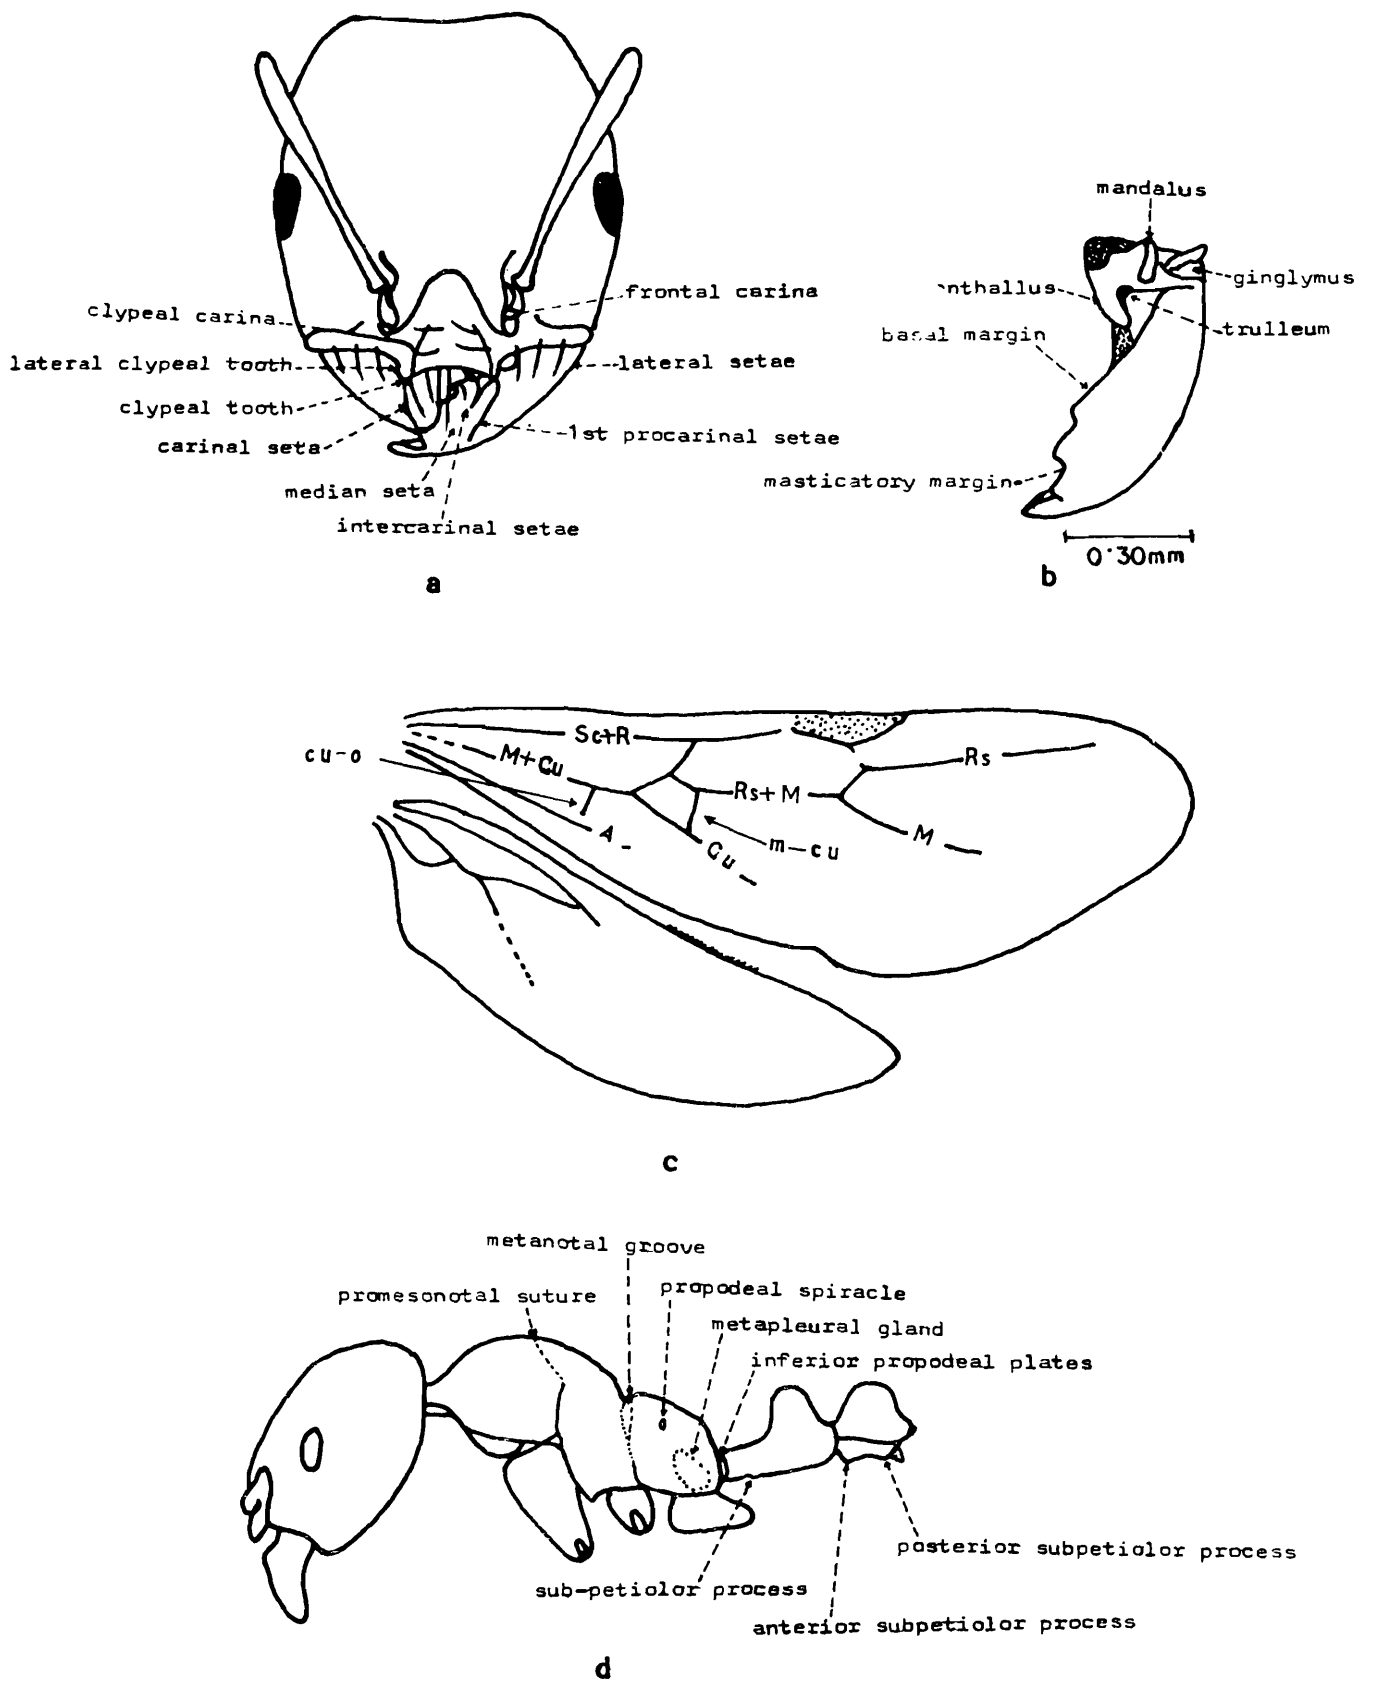 frontal carina
clypeal carina
lateral clypeal tooth
lateral setae
clypeal tooth
carinal seta
1st procarinal setae
median seta
intercarinal setae
a
mandalus
nthallus
ginglymus
basal margin
trulleum
masticatory margin
0·30mm
b
Sc+R
cu-a
M+Cu
Rs
Rs+M
A
M
m-cu
Cu
c
metanotal groove
promesonotal suture
propodeal spiracle
metapleural gland
inferior propodeal plates
posterior subpetiolor process
sub-petiolor process
anterior subpetiolor process
d